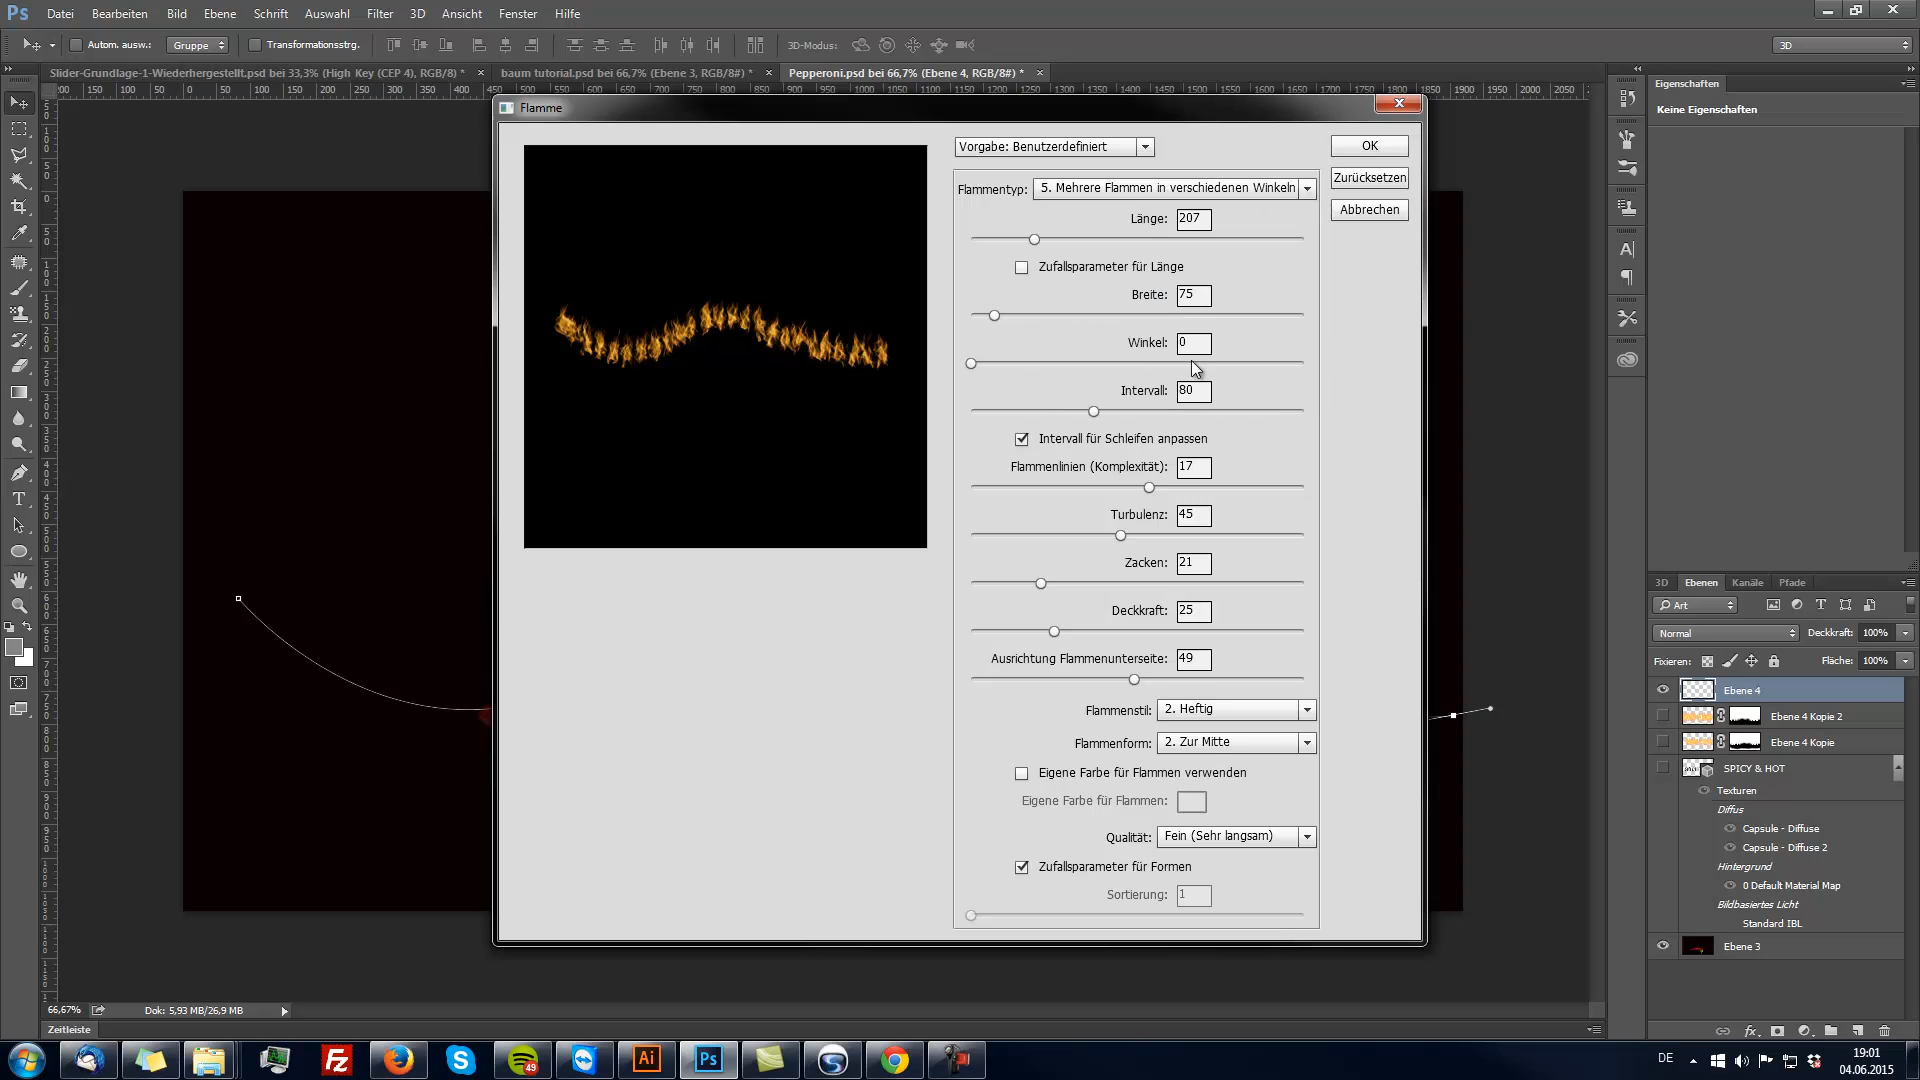 Ps Datei Bearbeiten Bild Ebene Schrift Auswahl Filter 3D Ansicht Fenster Hilfe
Autom. ausw.: Gruppe Transformationsstrg. 3D-Modus: 3D
Slider-Grundlage-1-Wiederhergestellt.psd bei 33,3% (High Key (CEP 4), RGB/8) * baum tutorial.psd bei 66,7% (Ebene 3, RGB/8#) * Pepperoni.psd bei 66,7% (Ebene 4, RGB/8#) *
Eigenschaften
Keine Eigenschaften
Flamme
Vorgabe: Benutzerdefiniert
OK
Flammentyp: 5. Mehrere Flammen in verschiedenen Winkeln
Zurücksetzen
Abbrechen
Länge: 207
Zufallsparameter für Länge
Breite: 75
Winkel: 0
Intervall: 80
Intervall für Schleifen anpassen
Flammenlinien (Komplexität): 17
Turbulenz: 45
Zacken: 21
Deckkraft: 25
Ausrichtung Flammenunterseite: 49
Flammenstil: 2. Heftig
Flammenform: 2. Zur Mitte
Eigene Farbe für Flammen verwenden
Eigene Farbe für Flammen:
Qualität: Fein (Sehr langsam)
Zufallsparameter für Formen
Sortierung: 1
3D Ebenen Kanäle Pfade
Art
Normal Deckkraft: 100%
Fixieren: Fläche: 100%
Ebene 4
Ebene 4 Kopie 2
Ebene 4 Kopie
SPICY & HOT
Texturen
Diffus
Capsule - Diffuse
Capsule - Diffuse 2
Hintergrund
0 Default Material Map
Bildbasiertes Licht
Standard IBL
Ebene 3
66,67% Dok: 5,93 MB/26,9 MB
Zeitleiste
49
Ai
Ps
DE
19:01
04.06.2015